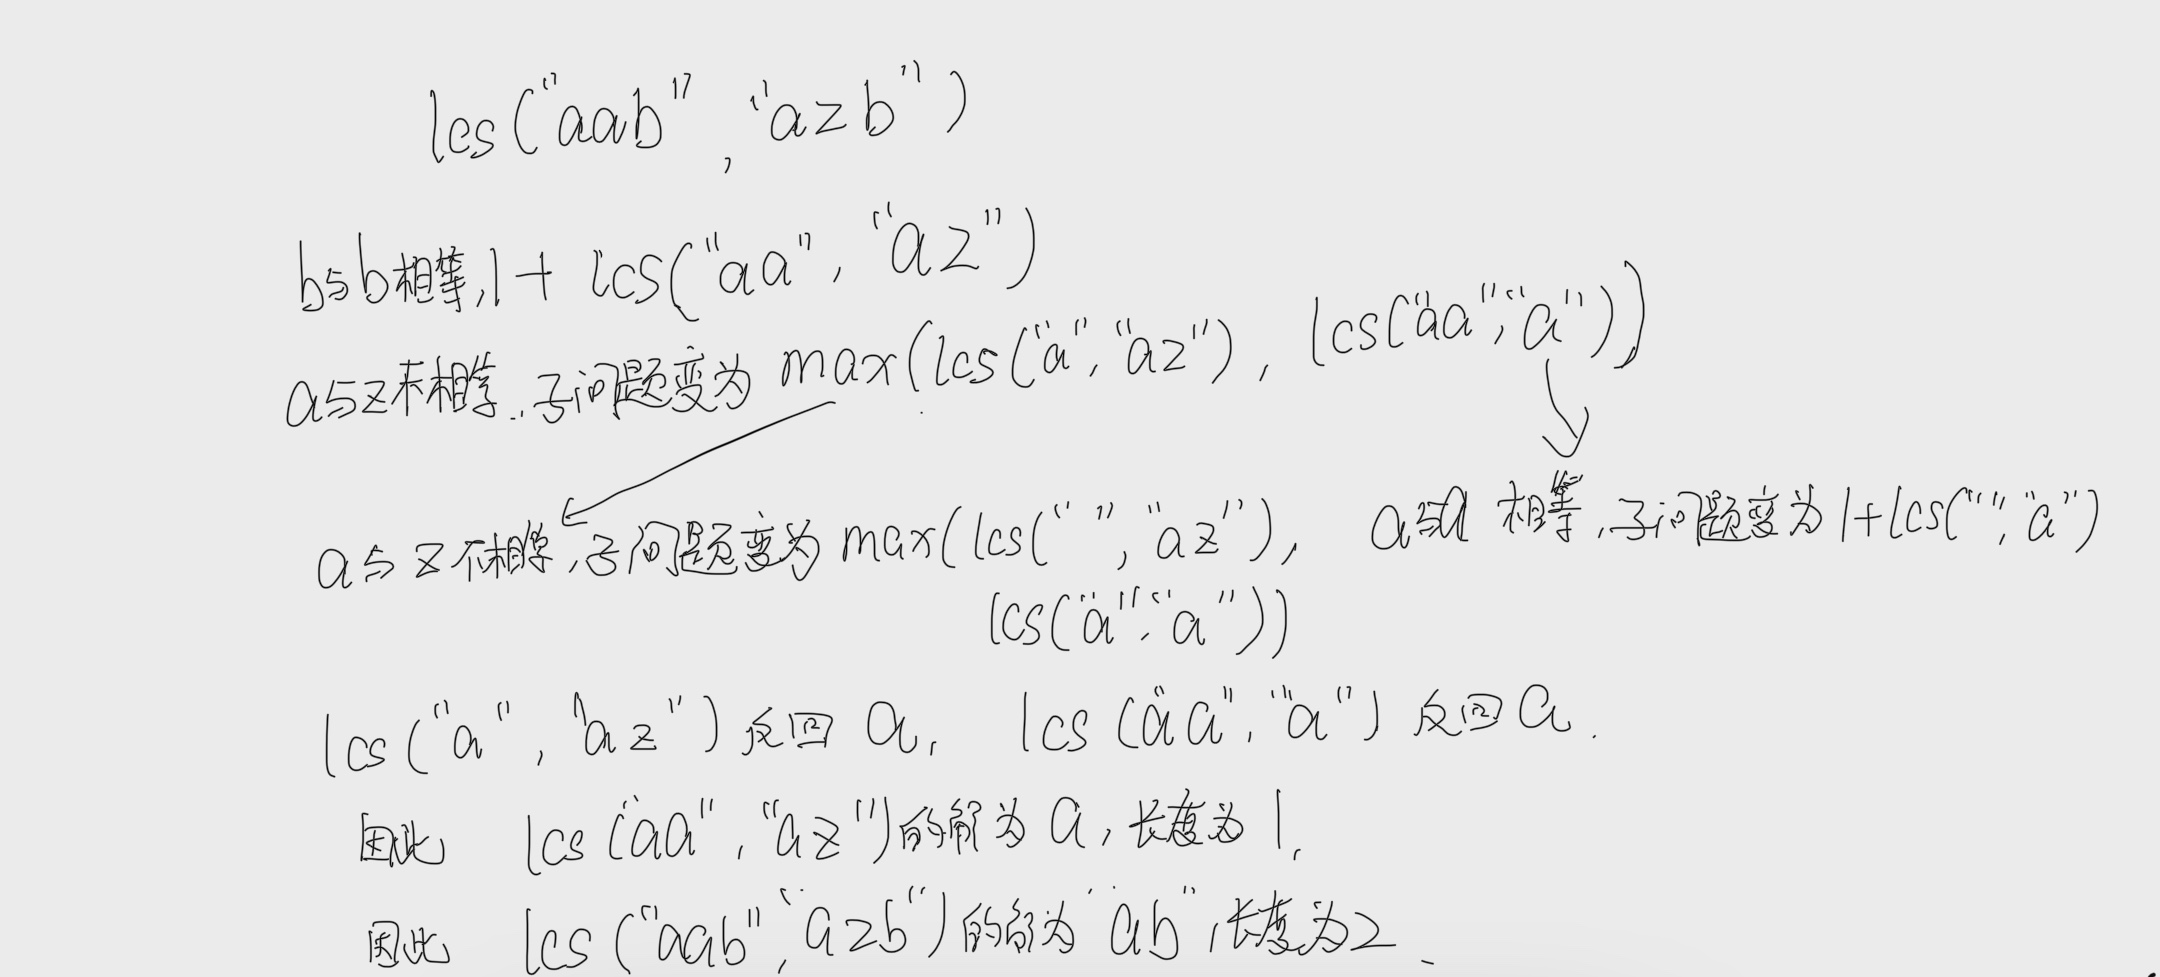 lcs("aab", "azb")
b与b相等,1+ lcs("aa", "az")
a与z不相等,子问题变为 max(lcs("a","az"), lcs("aa","a"))
a与z不相等,子问题变为 max(lcs("","az"),
a与a 相等,子问题变为1+lcs("","a")
lcs("a","a"))
lcs("a", "az")反回 a, lcs("aa","a")反回 a.
因此 lcs("aa","az")的解为 a,长度为1,
因此 lcs("aab","azb")的解为"ab",长度为2.